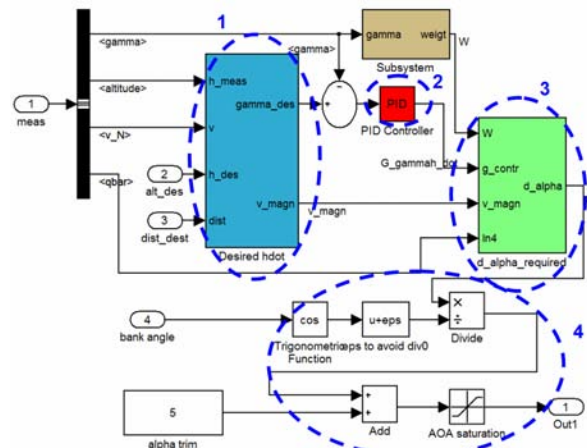 1
<gamma>
<gamma>
gamma
weigt
W
Subsystem
<altitude>
h_meas
gamma_des
−
+
2
PID
PID Controller
3
1
meas
<v_N>
v
W
G_gammah_dot
g_contr
d_alpha
<qbar>
2
alt_des
h_des
v_magn
v_magn
v_magn
3
dist_dest
dist
In4
Desired hdot
d_alpha_required
4
4
bank angle
cos
u+eps
×
÷
Trigonometric
Function
eps to avoid div0
Divide
5
alpha trim
+
+
Add
AOA saturation
1
Out1